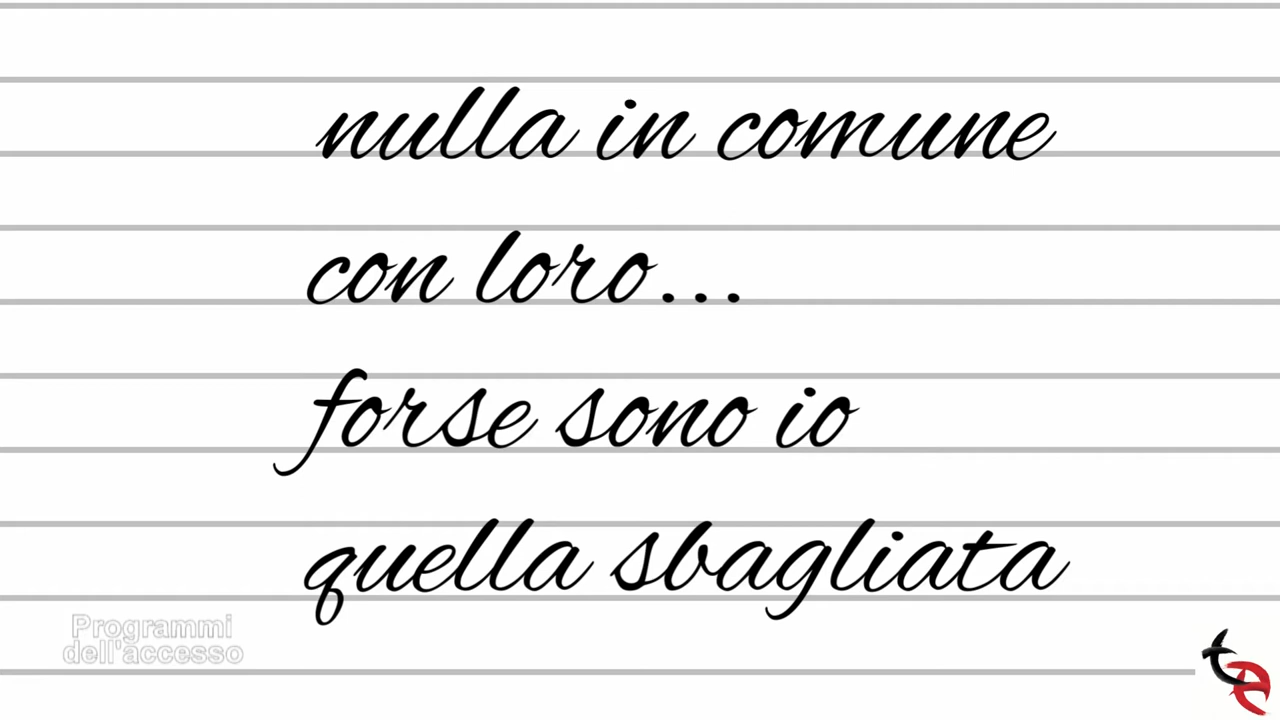 nulla in comune
con loro...
forse sono io
quella sbagliata
Programmi
dell'accesso